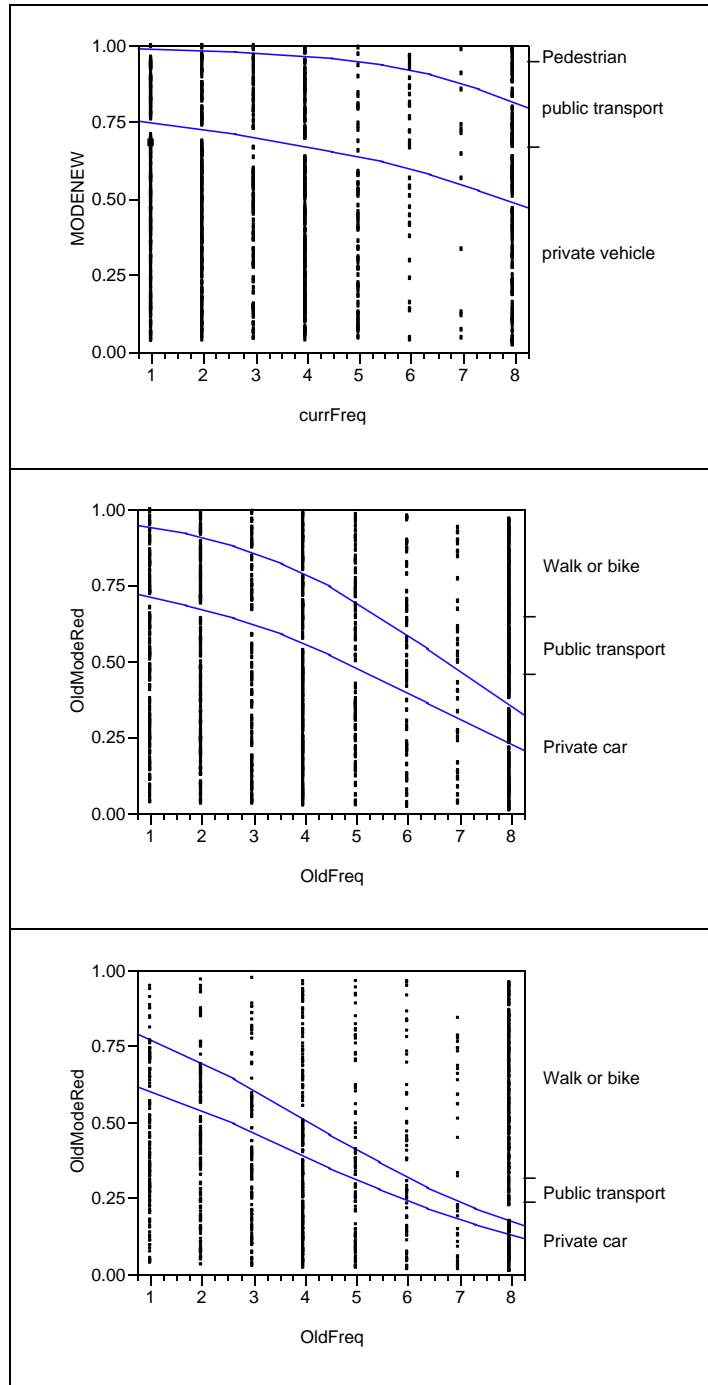 1.00
0.75
0.50
0.25
0.00
MODENEW
Pedestrian
public transport
private vehicle
1 2 3 4 5 6 7 8
currFreq
1.00
0.75
0.50
0.25
0.00
OldModeRed
Walk or bike
Public transport
Private car
1 2 3 4 5 6 7 8
OldFreq
1.00
0.75
0.50
0.25
0.00
OldModeRed
Walk or bike
Public transport
Private car
1 2 3 4 5 6 7 8
OldFreq